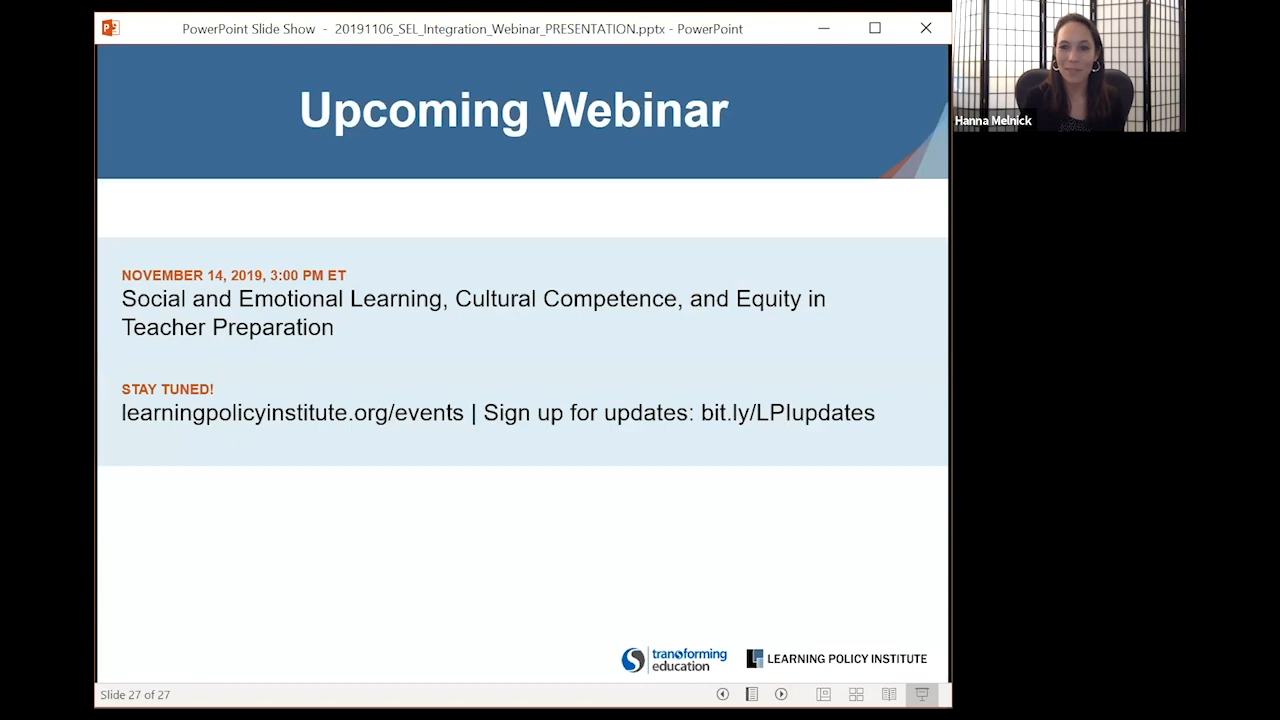 PowerPoint Slide Show - 20191106_SEL_Integration_Webinar_PRESENTATION.pptx - PowerPoint
Hanna Melnick
Upcoming Webinar
NOVEMBER 14, 2019, 3:00 PM ET
Social and Emotional Learning, Cultural Competence, and Equity in
Teacher Preparation
STAY TUNED!
learningpolicyinstitute.org/events | Sign up for updates: bit.ly/LPIupdates
transforming
education
LEARNING POLICY INSTITUTE
Slide 27 of 27